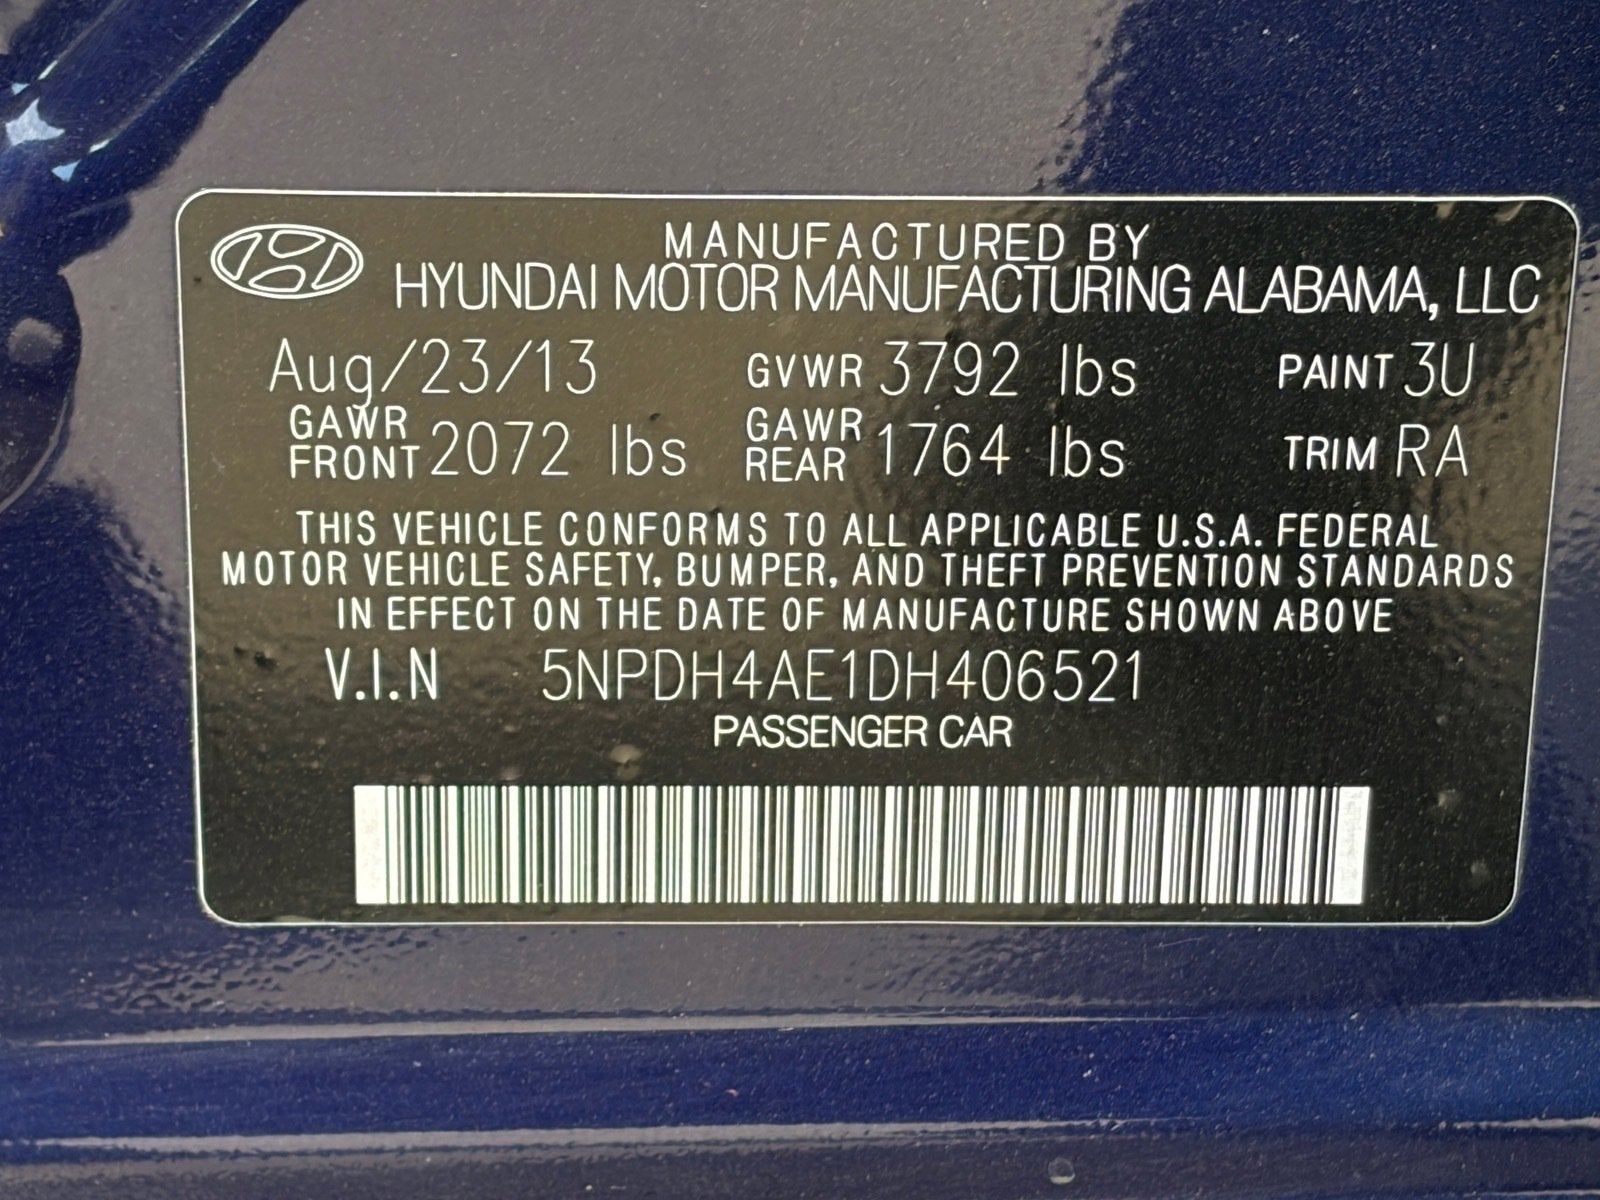 MANUFACTURED BY
HYUNDAI MOTOR MANUFACTURING ALABAMA, LLC
Aug/23/13 GVWR 3792 lbs PAINT 3U
GAWR FRONT 2072 lbs GAWR REAR 1764 lbs TRIM RA
THIS VEHICLE CONFORMS TO ALL APPLICABLE U.S.A. FEDERAL
MOTOR VEHICLE SAFETY, BUMPER, AND THEFT PREVENTION STANDARDS
IN EFFECT ON THE DATE OF MANUFACTURE SHOWN ABOVE
V.I.N 5NPDH4AE1DH406521
PASSENGER CAR